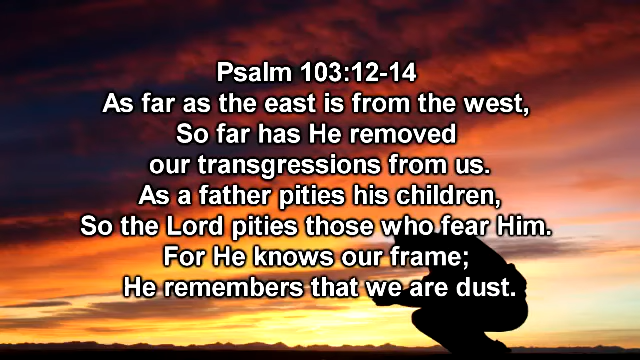 Psalm 103:12-14
As far as the east is from the west,
So far has He removed
our transgressions from us.
As a father pities his children,
So the Lord pities those who fear Him.
For He knows our frame;
He remembers that we are dust.